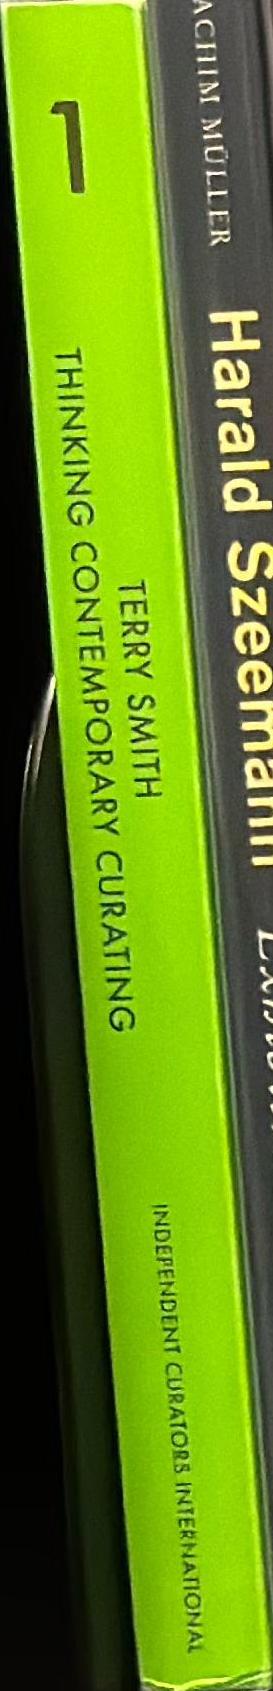 1
TERRY SMITH
THINKING CONTEMPORARY CURATING
INDEPENDENT CURATORS INTERNATIONAL
ACHIM MÜLLER
Harald Szeemann